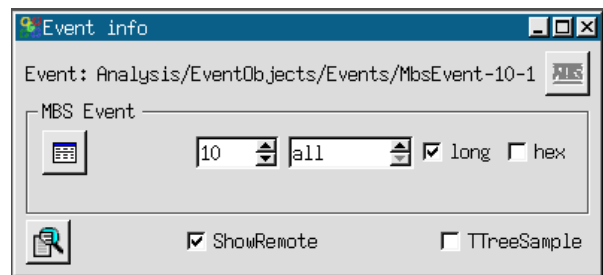 Event info
Event: Analysis/EventObjects/Events/MbsEvent-10-1
MBS Event
10 all long hex
ShowRemote TTreeSample